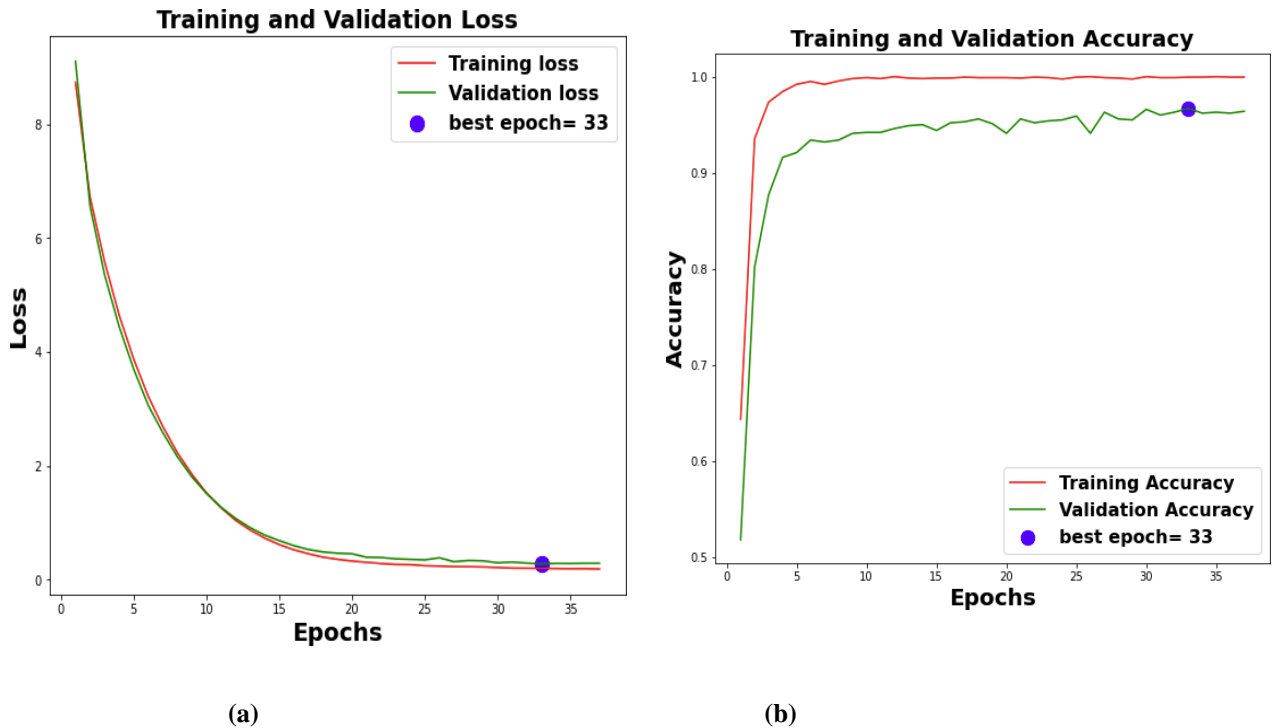 Training and Validation Loss
Training loss
Validation loss
best epoch= 33
8
6
4
2
0
Loss
0 5 10 15 20 25 30 35
Epochs
(a)
Training and Validation Accuracy
1.0
0.9
0.8
0.7
0.6
0.5
Accuracy
Training Accuracy
Validation Accuracy
best epoch= 33
0 5 10 15 20 25 30 35
Epochs
(b)